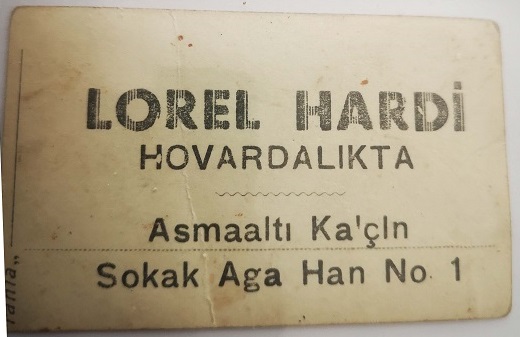 LOREL HARDİ
HOVARDALIKTA
Asmaaltı Ka'çln
Sokak Aga Han No 1